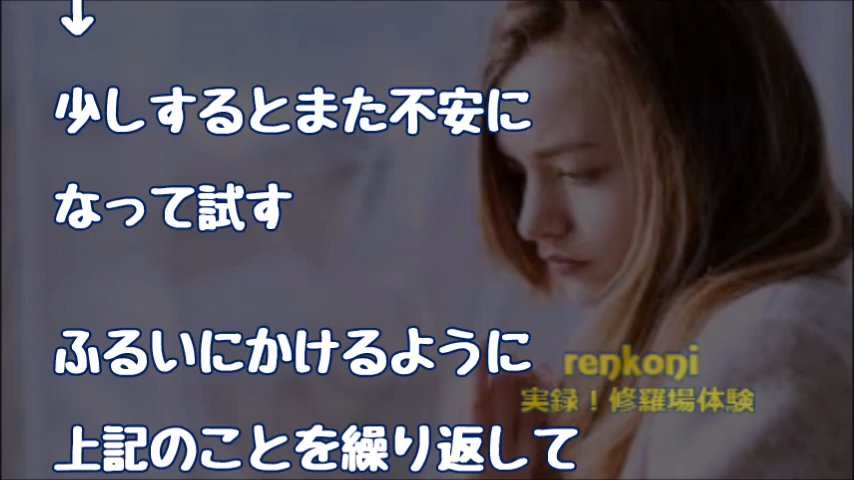 ↓
少しするとまた不安に
なって試す
ふるいにかけるように
renkoni
実録！修羅場体験
上記のことを繰り返して